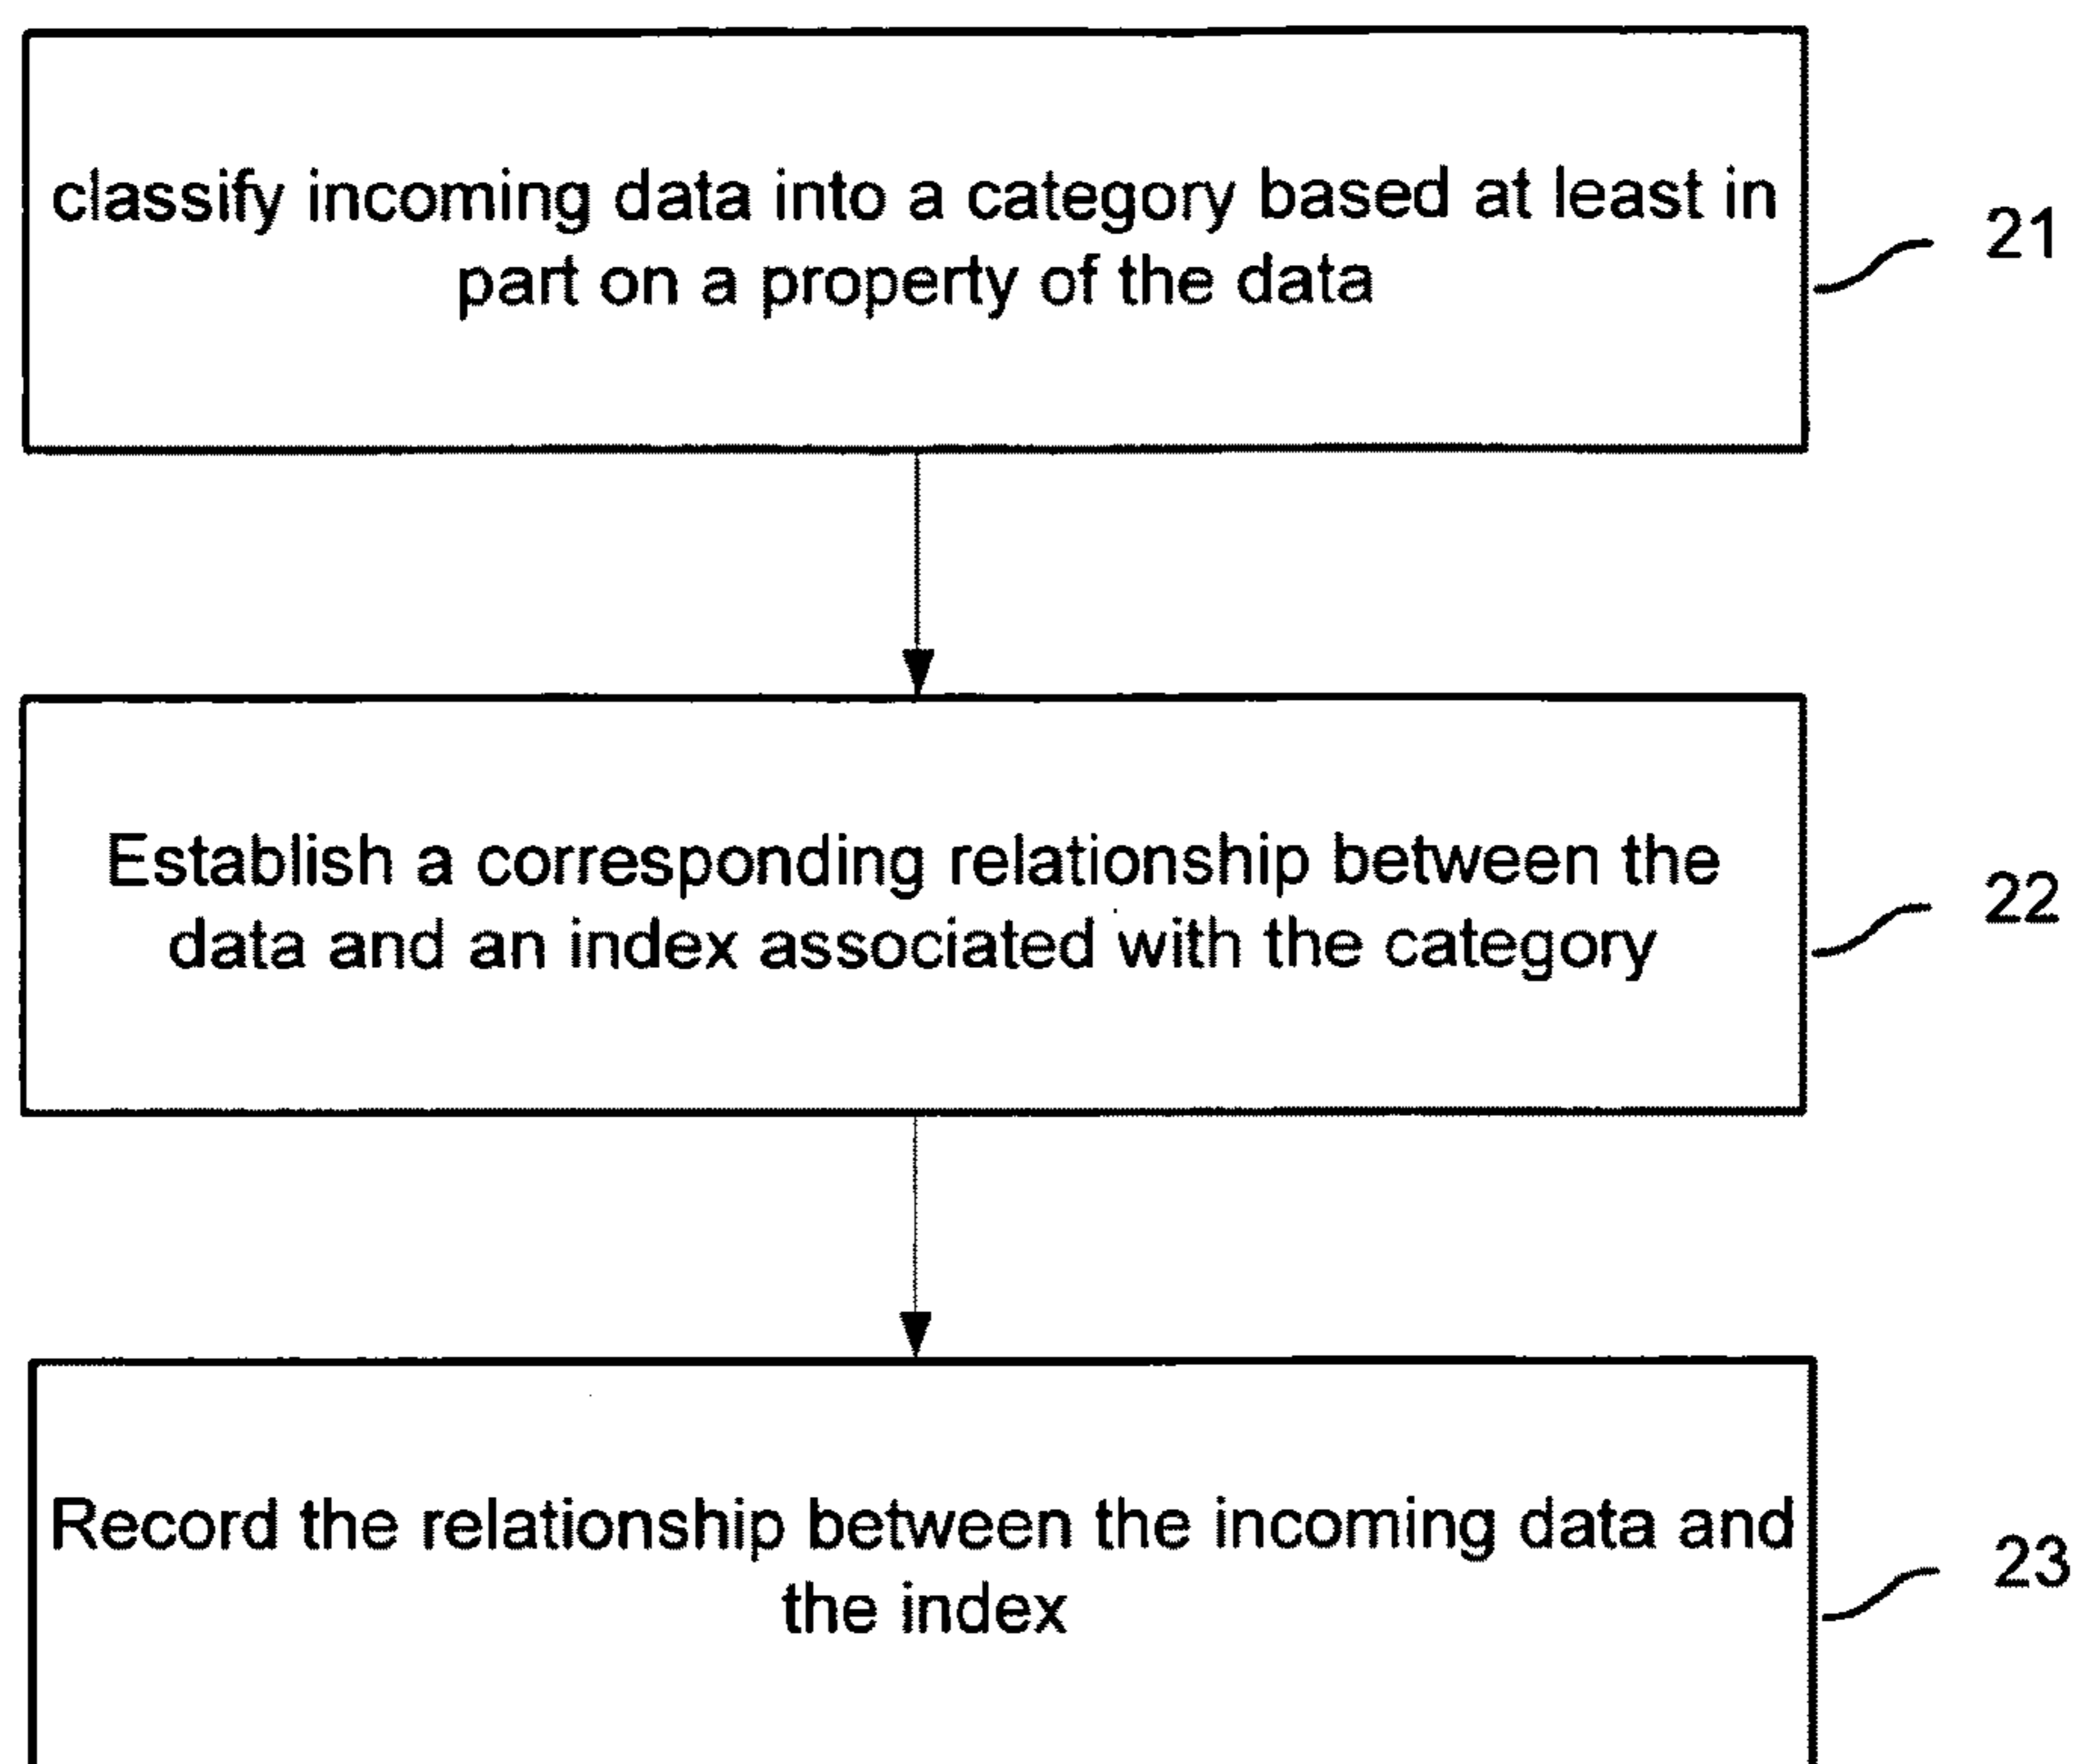 classify incoming data into a category based at least in
part on a property of the data
21
Establish a corresponding relationship between the
data and an index associated with the category
22
Record the relationship between the incoming data and
the index
23